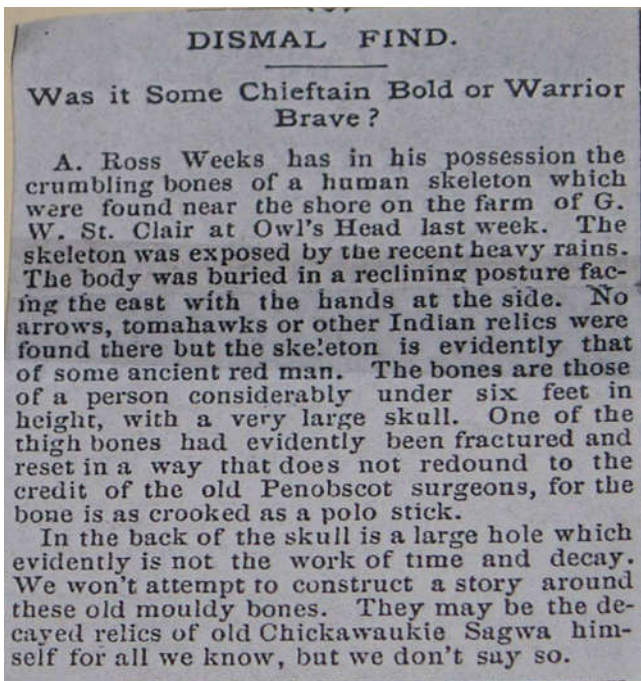 DISMAL FIND.
Was it Some Chieftain Bold or Warrior
Brave?
A. Ross Weeks has in his possession the
crumbling bones of a human skeleton which
were found near the shore on the farm of G.
W. St. Clair at Owl's Head last week. The
skeleton was exposed by the recent heavy rains.
The body was buried in a reclining posture fac-
ing the east with the hands at the side. No
arrows, tomahawks or other Indian relics were
found there but the skeleton is evidently that
of some ancient red man. The bones are those
of a person considerably under six feet in
height, with a very large skull. One of the
thigh bones had evidently been fractured and
reset in a way that does not redound to the
credit of the old Penobscot surgeons, for the
bone is as crooked as a polo stick.
In the back of the skull is a large hole which
evidently is not the work of time and decay.
We won't attempt to construct a story around
these old mouldy bones. They may be the de-
cayed relics of old Chickawaukie Sagwa him-
self for all we know, but we don't say so.